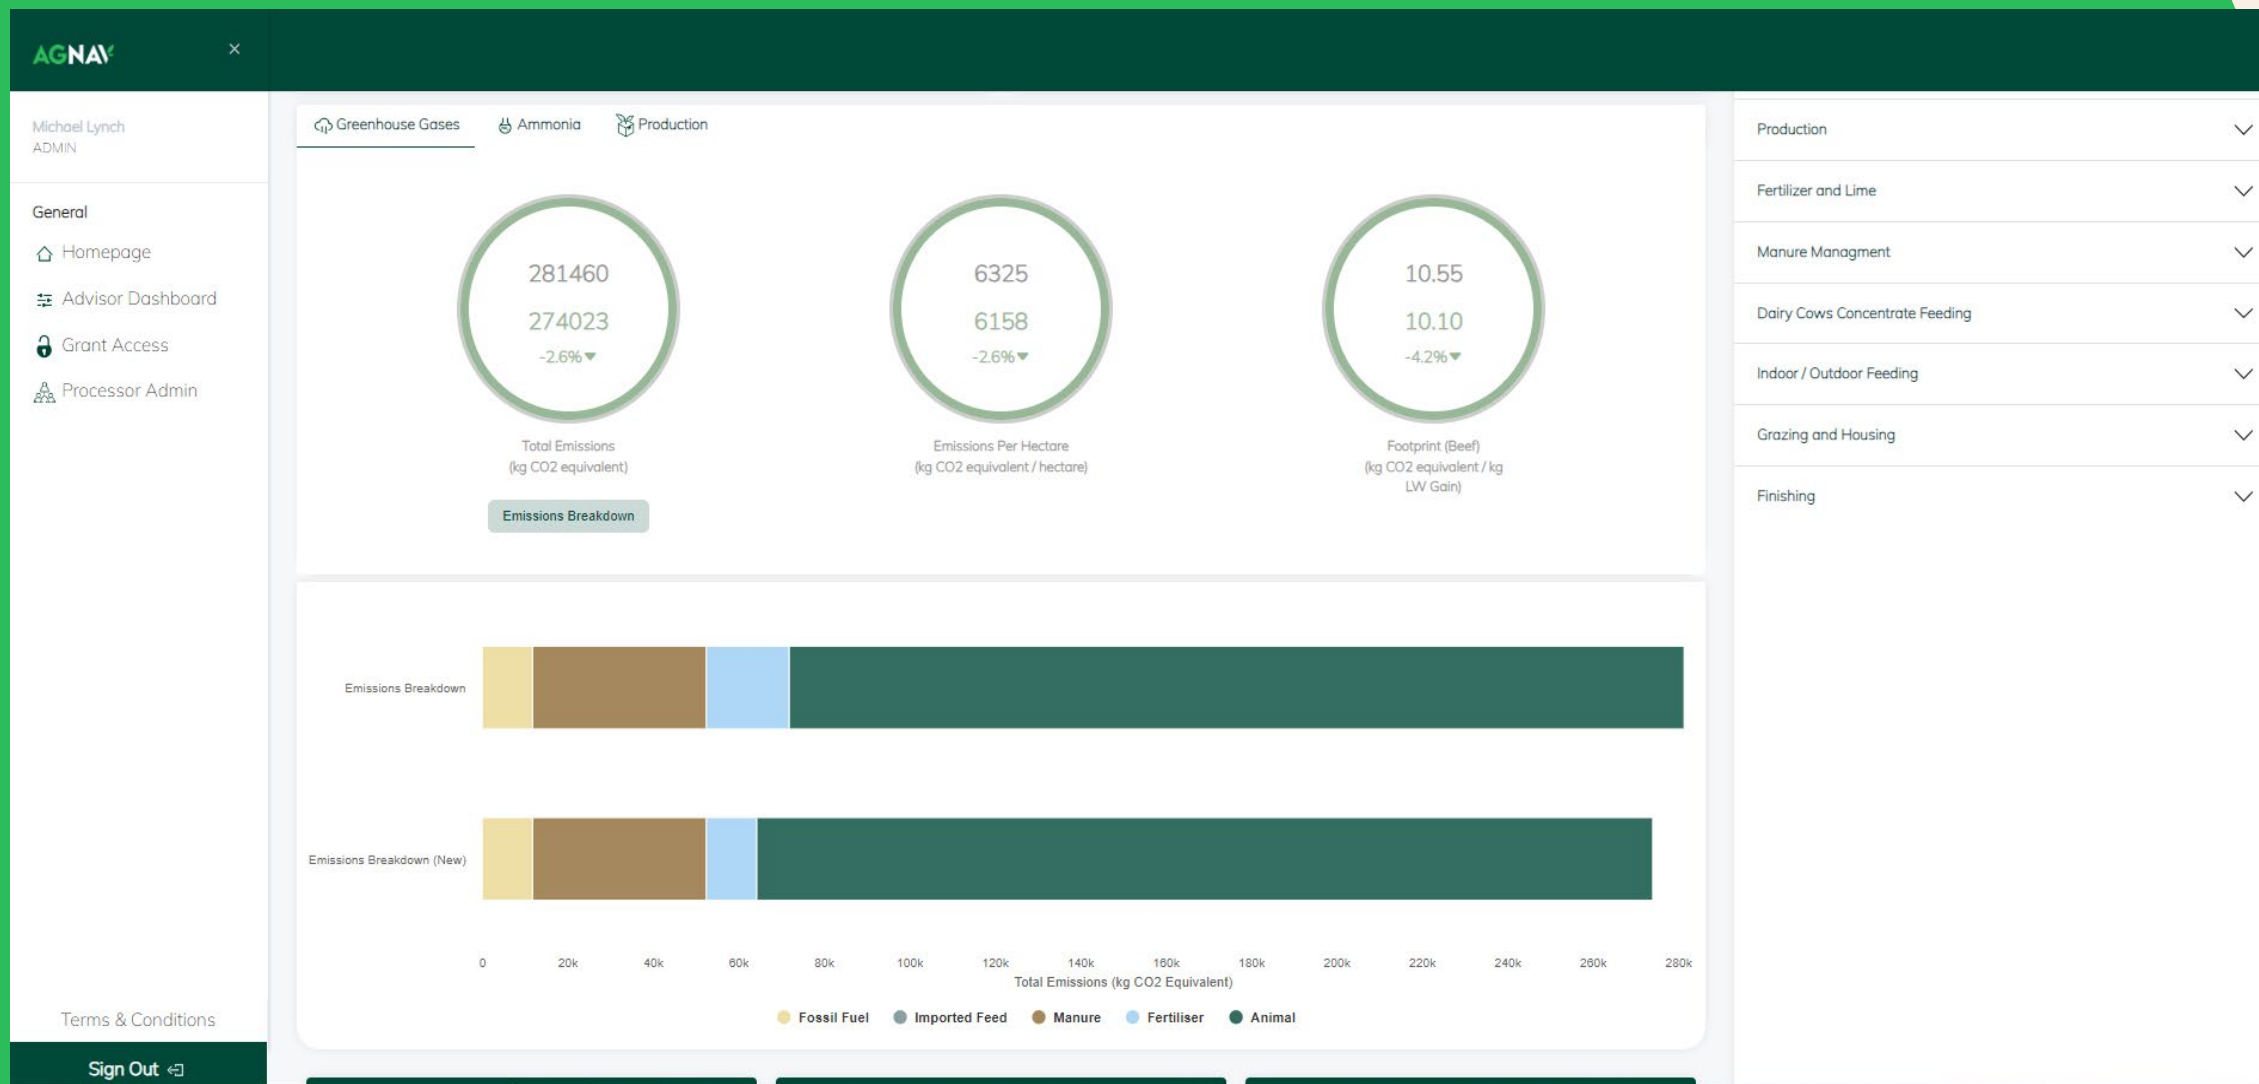 AGNAV
×
Michael Lynch
ADMIN
General
Homepage
Advisor Dashboard
Grant Access
Processor Admin
Terms & Conditions
Sign Out
Greenhouse Gases
Ammonia
Production
281460
274023
-2.6%
Total Emissions
(kg CO2 equivalent)
Emissions Breakdown
6325
6158
-2.6%
Emissions Per Hectare
(kg CO2 equivalent / hectare)
10.55
10.10
-4.2%
Footprint (Beef)
(kg CO2 equivalent / kg
LW Gain)
Emissions Breakdown
Emissions Breakdown (New)
0 20k 40k 60k 80k 100k 120k 140k 160k 180k 200k 220k 240k 260k 280k
Total Emissions (kg CO2 Equivalent)
Fossil Fuel Imported Feed Manure Fertiliser Animal
Production
Fertilizer and Lime
Manure Managment
Dairy Cows Concentrate Feeding
Indoor / Outdoor Feeding
Grazing and Housing
Finishing